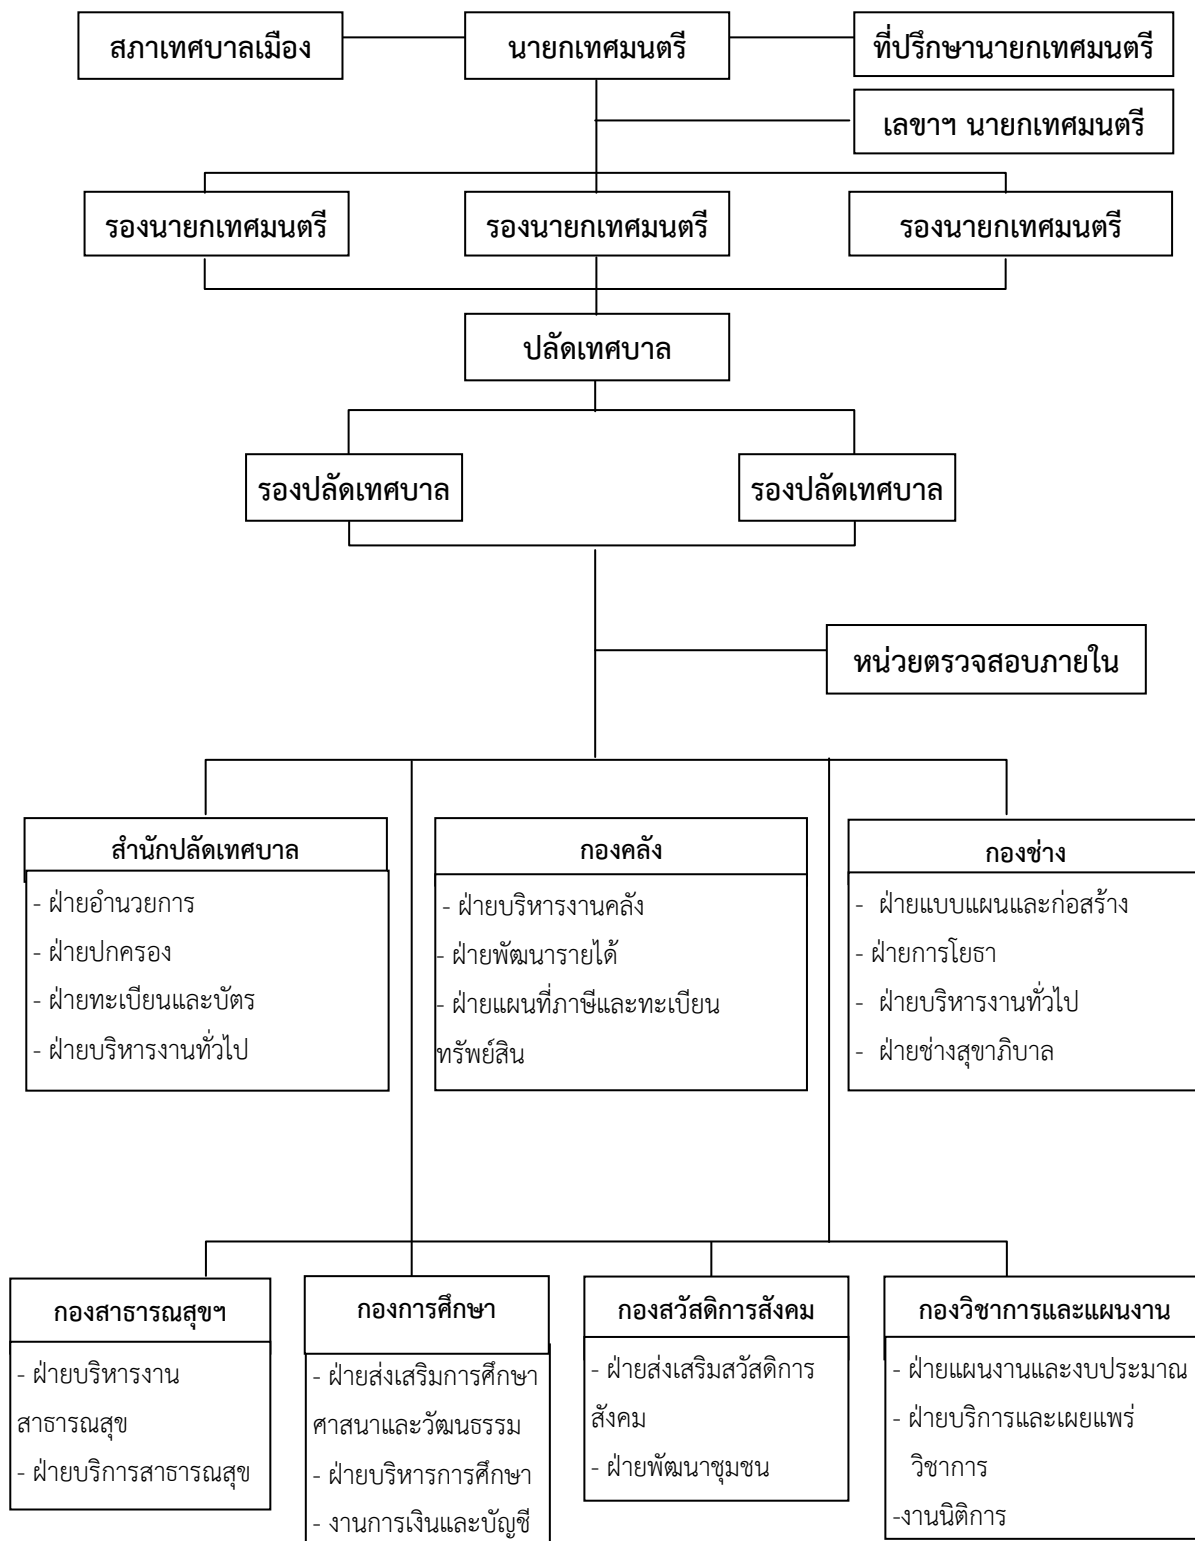 สภาเทศบาลเมือง
นายกเทศมนตรี
ที่ปรึกษานายกเทศมนตรี
เลขาฯ นายกเทศมนตรี
รองนายกเทศมนตรี
รองนายกเทศมนตรี
รองนายกเทศมนตรี
ปลัดเทศบาล
รองปลัดเทศบาล
รองปลัดเทศบาล
หน่วยตรวจสอบภายใน
สำนักปลัดเทศบาล
- ฝ่ายอำนวยการ
- ฝ่ายปกครอง
- ฝ่ายทะเบียนและบัตร
- ฝ่ายบริหารงานทั่วไป
กองคลัง
- ฝ่ายบริหารงานคลัง
- ฝ่ายพัฒนารายได้
- ฝ่ายแผนที่ภาษีและทะเบียน
ทรัพย์สิน
กองช่าง
- ฝ่ายแบบแผนและก่อสร้าง
- ฝ่ายการโยธา
- ฝ่ายบริหารงานทั่วไป
- ฝ่ายช่างสุขาภิบาล
กองสาธารณสุขฯ
- ฝ่ายบริหารงาน
สาธารณสุข
- ฝ่ายบริการสาธารณสุข
กองการศึกษา
- ฝ่ายส่งเสริมการศึกษา
ศาสนาและวัฒนธรรม
- ฝ่ายบริหารการศึกษา
- งานการเงินและบัญชี
กองสวัสดิการสังคม
- ฝ่ายส่งเสริมสวัสดิการ
สังคม
- ฝ่ายพัฒนาชุมชน
กองวิชาการและแผนงาน
- ฝ่ายแผนงานและงบประมาณ
- ฝ่ายบริการและเผยแพร่
วิชาการ
-งานนิติการ